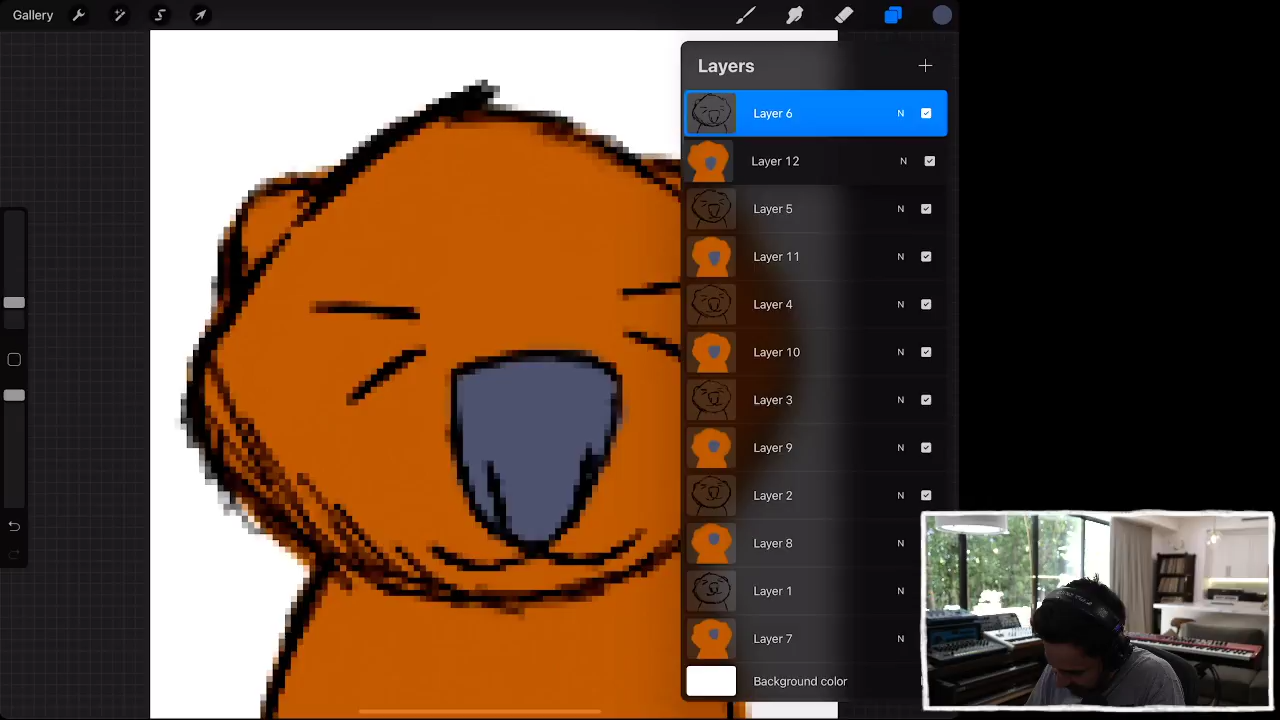 Gallery
Layers
Layer 6 N
Layer 12 N
Layer 5 N
Layer 11 N
Layer 4 N
Layer 10 N
Layer 3 N
Layer 9 N
Layer 2 N
Layer 8 N
Layer 1 N
Layer 7 N
Background color